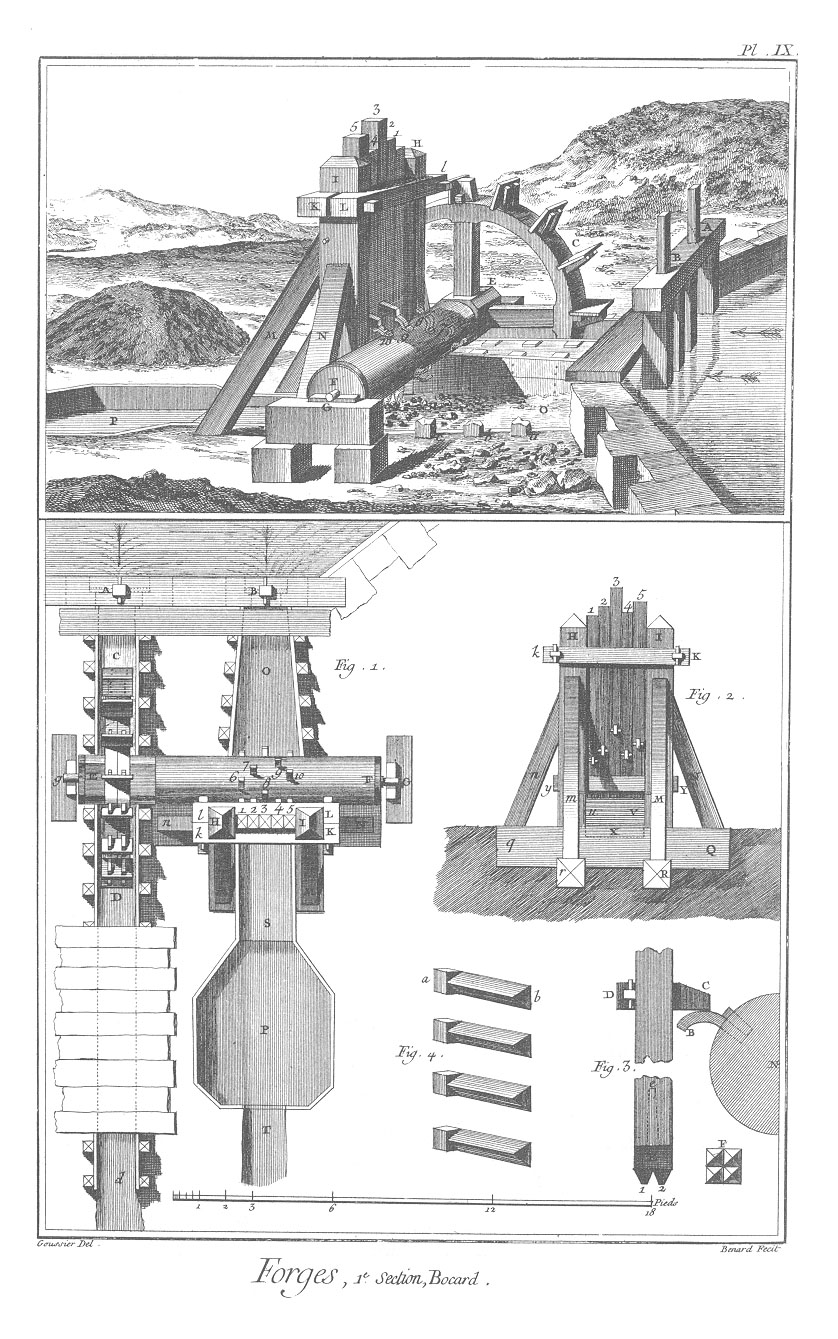 Pl. IX.
3
5 2
4 1 H
I l
K L
A
B
C
E
M N
F
G
P O
A B
C
O
Fig. 1.
7
6 8 9 10
g E F G
1 2 3 4 5
l H I L
k K
n
D
S
P
T
d
3
2 5
1 4
H I
k K
Fig. 2.
n N
y m u V M Y
X
q Q
r R
a
b
Fig. 4.
D C
B
Fig. 3.
N
e
F
1 2
1 2 3 6 12 18 Pieds
Goussier Del.
Benard Fecit
Forges, 1e Section, Bocard.